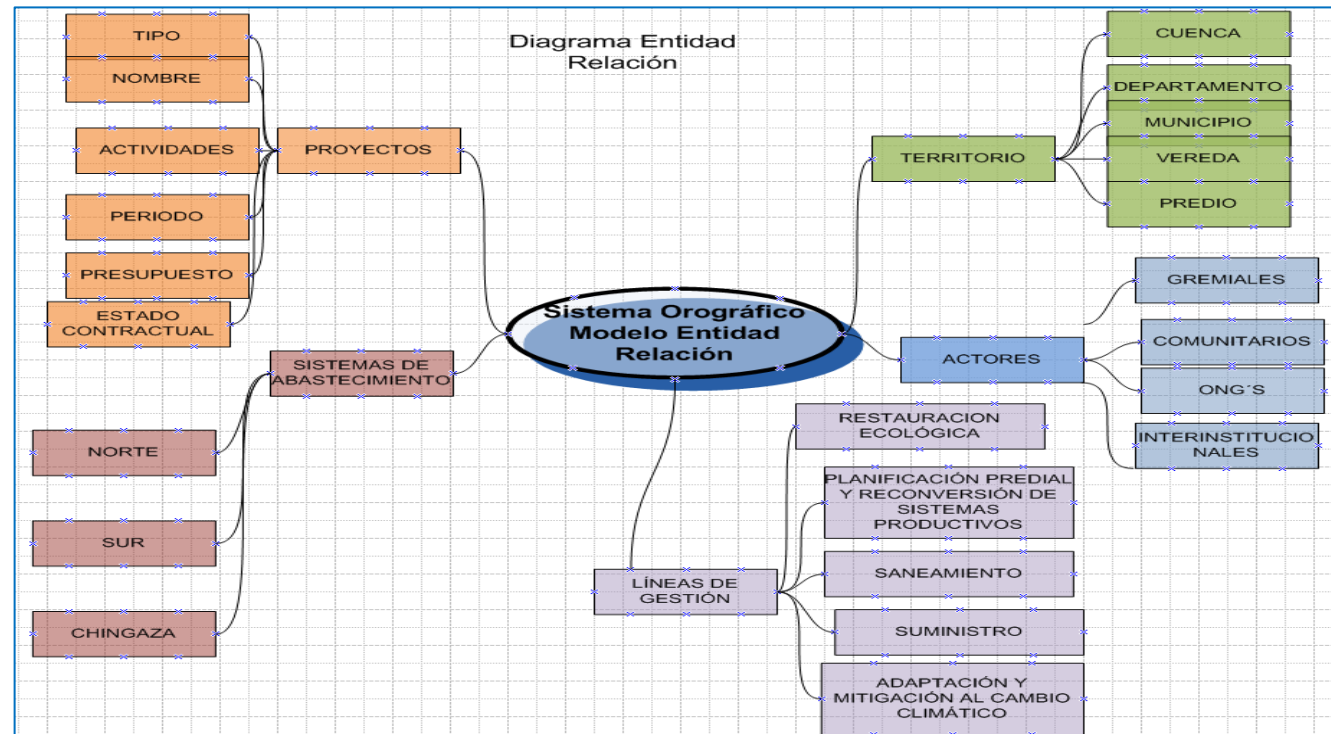 Diagrama Entidad
Relación
TIPO
NOMBRE
ACTIVIDADES
PROYECTOS
PERIODO
PRESUPUESTO
ESTADO
CONTRACTUAL
SISTEMAS DE
ABASTECIMIENTO
NORTE
SUR
CHINGAZA
Sistema Orográfico
Modelo Entidad
Relación
CUENCA
DEPARTAMENTO
MUNICIPIO
TERRITORIO
VEREDA
PREDIO
GREMIALES
COMUNITARIOS
ACTORES
ONG´S
INTERINSTITUCIO
NALES
RESTAURACION
ECOLÓGICA
PLANIFICACIÓN PREDIAL
Y RECONVERSIÓN DE
SISTEMAS
PRODUCTIVOS
LÍNEAS DE
GESTIÓN
SANEAMIENTO
SUMINISTRO
ADAPTACIÓN Y
MITIGACIÓN AL CAMBIO
CLIMÁTICO